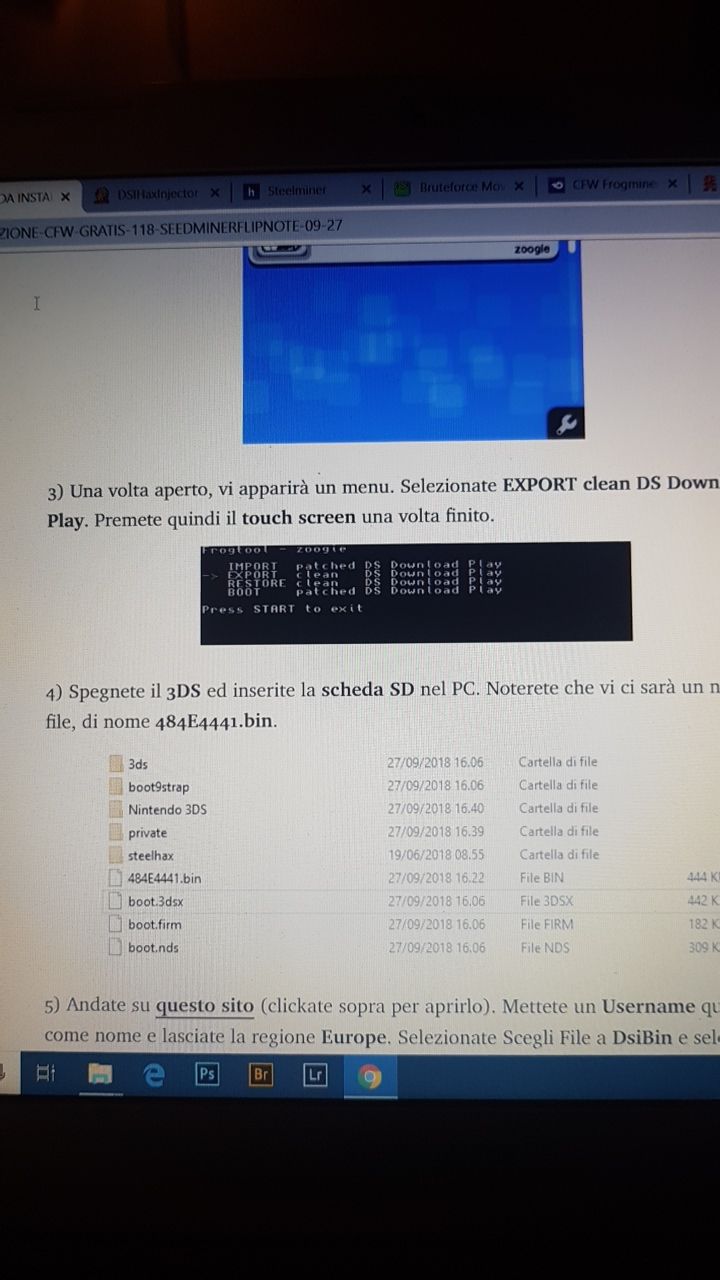 DA INSTA ×
DSIHaxInjector ×
Steelminer ×
Bruteforce Mov ×
CFW Frogmine ×
ZIONE-CFW-GRATIS-118-SEEDMINERFLIPNOTE-09-27
zoogle
3) Una volta aperto, vi apparirà un menu. Selezionate EXPORT clean DS Down
Play. Premete quindi il touch screen una volta finito.
Frogtool - zoogie
IMPORT patched DS Download Play
-> EXPORT clean DS Download Play
RESTORE clean DS Download Play
BOOT patched DS Download Play
Press START to exit
4) Spegnete il 3DS ed inserite la scheda SD nel PC. Noterete che vi ci sarà un n
file, di nome 484E4441.bin.
3ds 27/09/2018 16.06 Cartella di file
boot9strap 27/09/2018 16.06 Cartella di file
Nintendo 3DS 27/09/2018 16.40 Cartella di file
private 27/09/2018 16.39 Cartella di file
steelhax 19/06/2018 08.55 Cartella di file
484E4441.bin 27/09/2018 16.22 File BIN 444 K
boot.3dsx 27/09/2018 16.06 File 3DSX 442 K
boot.firm 27/09/2018 16.06 File FIRM 182 K
boot.nds 27/09/2018 16.06 File NDS 309 K
5) Andate su questo sito (clickate sopra per aprirlo). Mettete un Username qu
come nome e lasciate la regione Europe. Selezionate Scegli File a DsiBin e sele
Ps
Br
Lr